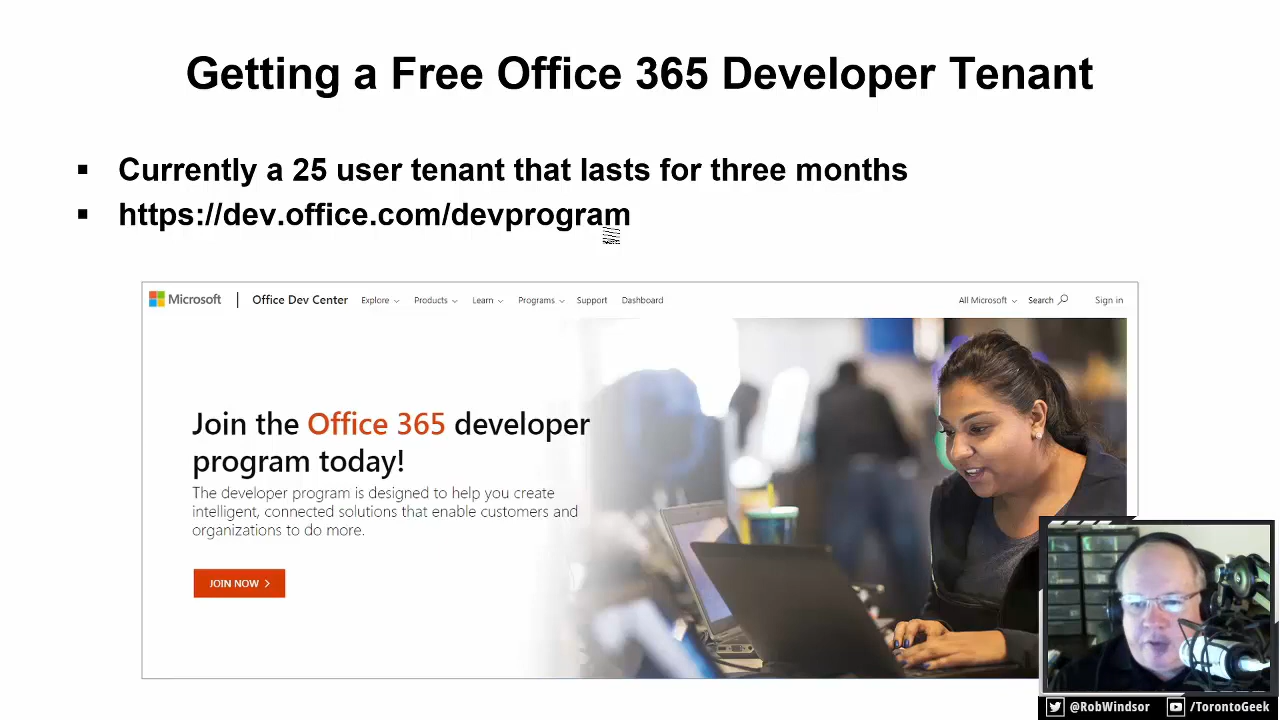 Getting a Free Office 365 Developer Tenant
Currently a 25 user tenant that lasts for three months
https://dev.office.com/devprogram
Microsoft | Office Dev Center Explore Products Learn Programs Support Dashboard All Microsoft Search Sign in
Join the Office 365 developer
program today!
The developer program is designed to help you create
intelligent, connected solutions that enable customers and
organizations to do more.
JOIN NOW >
@RobWindsor /TorontoGeek